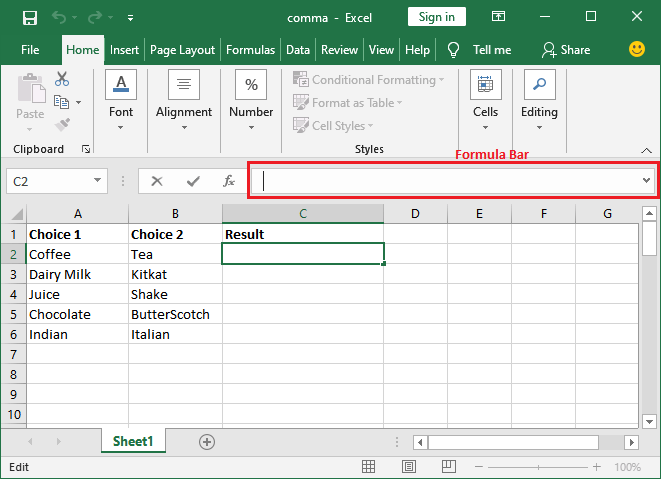 comma - Excel
Sign in
File Home Insert Page Layout Formulas Data Review View Help Tell me Share
Paste
Clipboard
A
Font
Alignment
%
Number
Conditional Formatting
Format as Table
Cell Styles
Styles
Cells
Editing
Formula Bar
C2 fx
A B C D E F G
1 Choice 1 Choice 2 Result
2 Coffee Tea
3 Dairy Milk Kitkat
4 Juice Shake
5 Chocolate ButterScotch
6 Indian Italian
7
8
9
10
Sheet1
Edit 100%